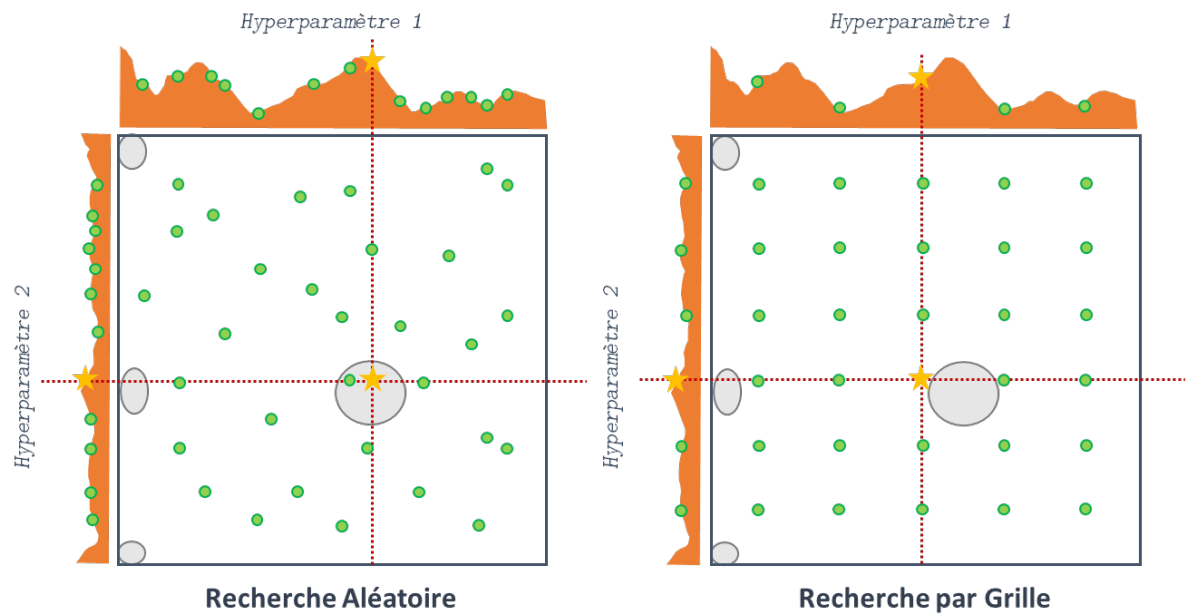 Hyperparamètre 1
Hyperparamètre 1
Hyperparamètre 2
Hyperparamètre 2
Recherche Aléatoire
Recherche par Grille